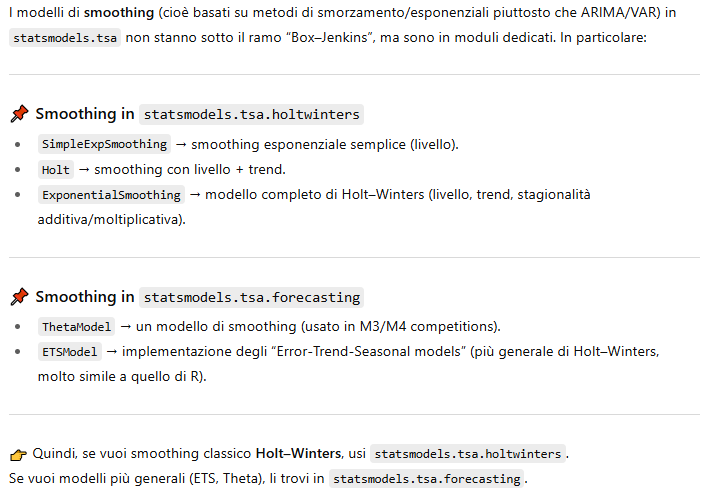 I modelli di smoothing (cioè basati su metodi di smorzamento/esponenziali piuttosto che ARIMA/VAR) in
statsmodels.tsa non stanno sotto il ramo “Box–Jenkins”, ma sono in moduli dedicati. In particolare:
📌 Smoothing in statsmodels.tsa.holtwinters
• SimpleExpSmoothing → smoothing esponenziale semplice (livello).
• Holt → smoothing con livello + trend.
• ExponentialSmoothing → modello completo di Holt–Winters (livello, trend, stagionalità
additiva/moltiplicativa).
📌 Smoothing in statsmodels.tsa.forecasting
• ThetaModel → un modello di smoothing (usato in M3/M4 competitions).
• ETSModel → implementazione degli “Error-Trend-Seasonal models” (più generale di Holt–Winters,
molto simile a quello di R).
👉 Quindi, se vuoi smoothing classico Holt–Winters, usi statsmodels.tsa.holtwinters.
Se vuoi modelli più generali (ETS, Theta), li trovi in statsmodels.tsa.forecasting.